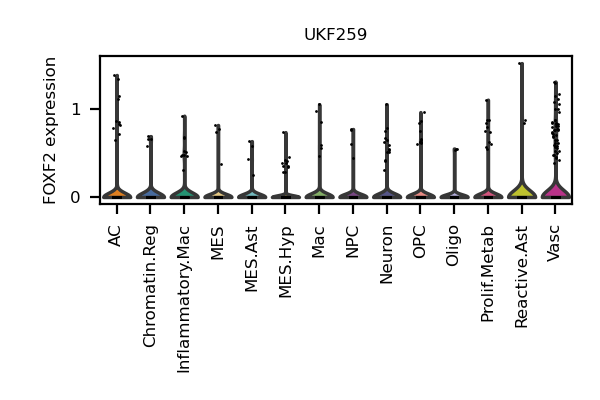 UKF259
FOXF2 expression
1
0
AC
Chromatin.Reg
Inflammatory.Mac
MES
MES.Ast
MES.Hyp
Mac
NPC
Neuron
OPC
Oligo
Prolif.Metab
Reactive.Ast
Vasc